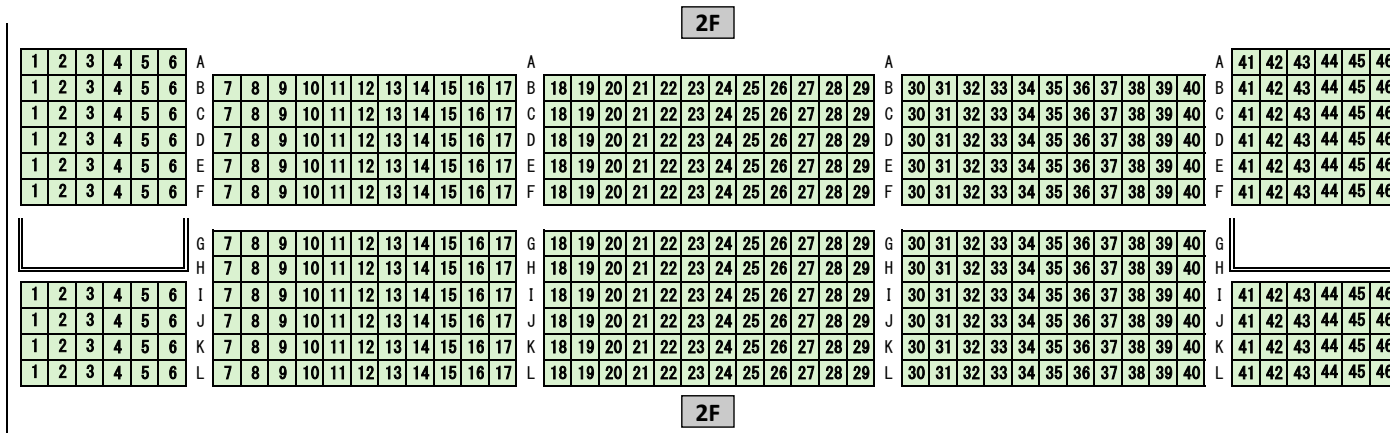 2F
1 2 3 4 5 6 A A A A 41 42 43 44 45 46
1 2 3 4 5 6 B 7 8 9 10 11 12 13 14 15 16 17 B 18 19 20 21 22 23 24 25 26 27 28 29 B 30 31 32 33 34 35 36 37 38 39 40 B 41 42 43 44 45 46
1 2 3 4 5 6 C 7 8 9 10 11 12 13 14 15 16 17 C 18 19 20 21 22 23 24 25 26 27 28 29 C 30 31 32 33 34 35 36 37 38 39 40 C 41 42 43 44 45 46
1 2 3 4 5 6 D 7 8 9 10 11 12 13 14 15 16 17 D 18 19 20 21 22 23 24 25 26 27 28 29 D 30 31 32 33 34 35 36 37 38 39 40 D 41 42 43 44 45 46
1 2 3 4 5 6 E 7 8 9 10 11 12 13 14 15 16 17 E 18 19 20 21 22 23 24 25 26 27 28 29 E 30 31 32 33 34 35 36 37 38 39 40 E 41 42 43 44 45 46
1 2 3 4 5 6 F 7 8 9 10 11 12 13 14 15 16 17 F 18 19 20 21 22 23 24 25 26 27 28 29 F 30 31 32 33 34 35 36 37 38 39 40 F 41 42 43 44 45 46
G 7 8 9 10 11 12 13 14 15 16 17 G 18 19 20 21 22 23 24 25 26 27 28 29 G 30 31 32 33 34 35 36 37 38 39 40 G
H 7 8 9 10 11 12 13 14 15 16 17 H 18 19 20 21 22 23 24 25 26 27 28 29 H 30 31 32 33 34 35 36 37 38 39 40 H
1 2 3 4 5 6 I 7 8 9 10 11 12 13 14 15 16 17 I 18 19 20 21 22 23 24 25 26 27 28 29 I 30 31 32 33 34 35 36 37 38 39 40 I 41 42 43 44 45 46
1 2 3 4 5 6 J 7 8 9 10 11 12 13 14 15 16 17 J 18 19 20 21 22 23 24 25 26 27 28 29 J 30 31 32 33 34 35 36 37 38 39 40 J 41 42 43 44 45 46
1 2 3 4 5 6 K 7 8 9 10 11 12 13 14 15 16 17 K 18 19 20 21 22 23 24 25 26 27 28 29 K 30 31 32 33 34 35 36 37 38 39 40 K 41 42 43 44 45 46
1 2 3 4 5 6 L 7 8 9 10 11 12 13 14 15 16 17 L 18 19 20 21 22 23 24 25 26 27 28 29 L 30 31 32 33 34 35 36 37 38 39 40 L 41 42 43 44 45 46
2F